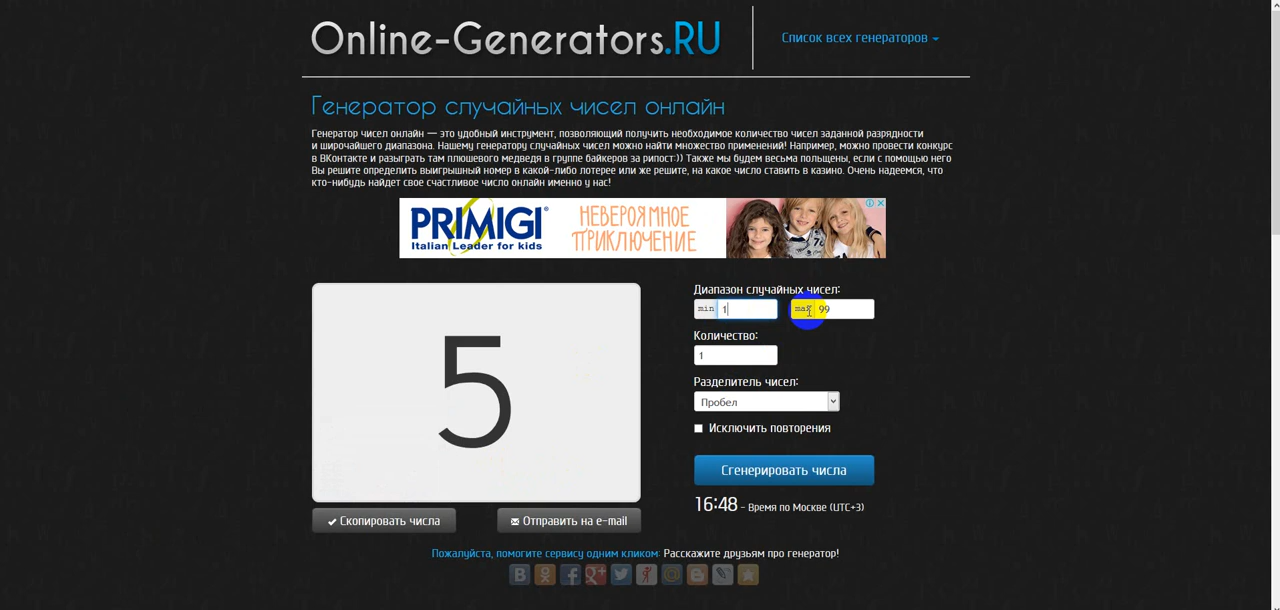 Online-Generators.RU
Список всех генераторов
Генератор случайных чисел онлайн
Генератор чисел онлайн — это удобный инструмент, позволяющий получить необходимое количество чисел заданной разрядности
и широчайшего диапазона. Нашему генератору случайных чисел можно найти множество применений! Например, можно провести конкурс
в ВКонтакте и разыграть там плюшевого медведя в группе байкеров за рипост:)) Также мы будем весьма польщены, если с помощью него
Вы решите определить выигрышный номер в какой-либо лотерее или же решите, на какое число ставить в казино. Очень надеемся, что
кто-нибудь найдет свое счастливое число онлайн именно у нас!
PRIMIGI®
Italian Leader for kids
НЕВЕРОЯМНОЕ
ПРИКЛЮЧЕНИЕ
5
Диапазон случайных чисел:
min 1 max 99
Количество:
1
Разделитель чисел:
Пробел
Исключить повторения
Сгенерировать числа
16:48 - Время по Москве (UTC+3)
Скопировать числа
Отправить на e-mail
Пожалуйста, помогите сервису одним кликом: Расскажите друзьям про генератор!